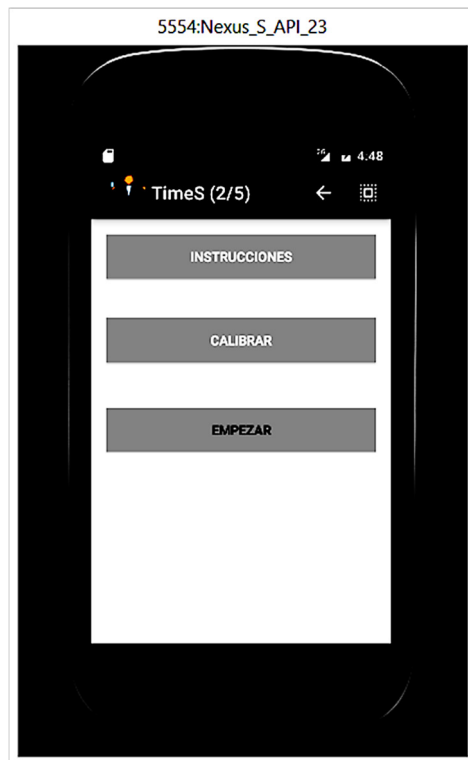 5554:Nexus_S_API_23
4.48
TimeS (2/5)
INSTRUCCIONES
CALIBRAR
EMPEZAR